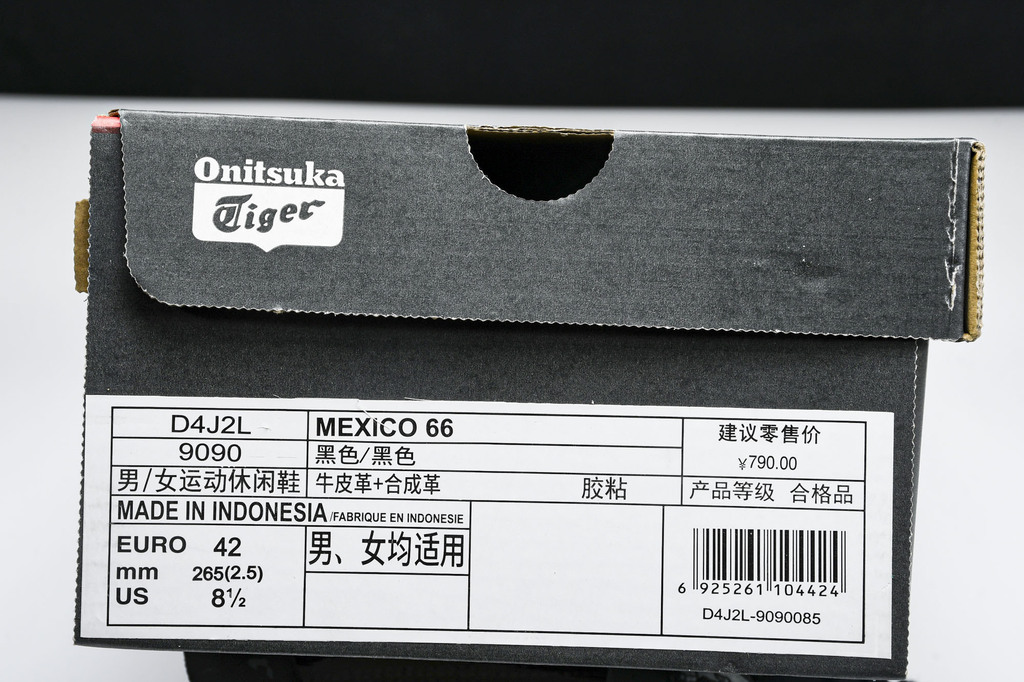 Onitsuka
Tiger
D4J2L
MEXICO 66
建议零售价
9090
黑色/黑色
¥790.00
男/女运动休闲鞋
牛皮革+合成革
胶粘
产品等级 合格品
MADE IN INDONESIA/FABRIQUE EN INDONESIE
EURO 42
男、女均适用
mm 265(2.5)
US 8½
6 925261 104424
D4J2L-9090085